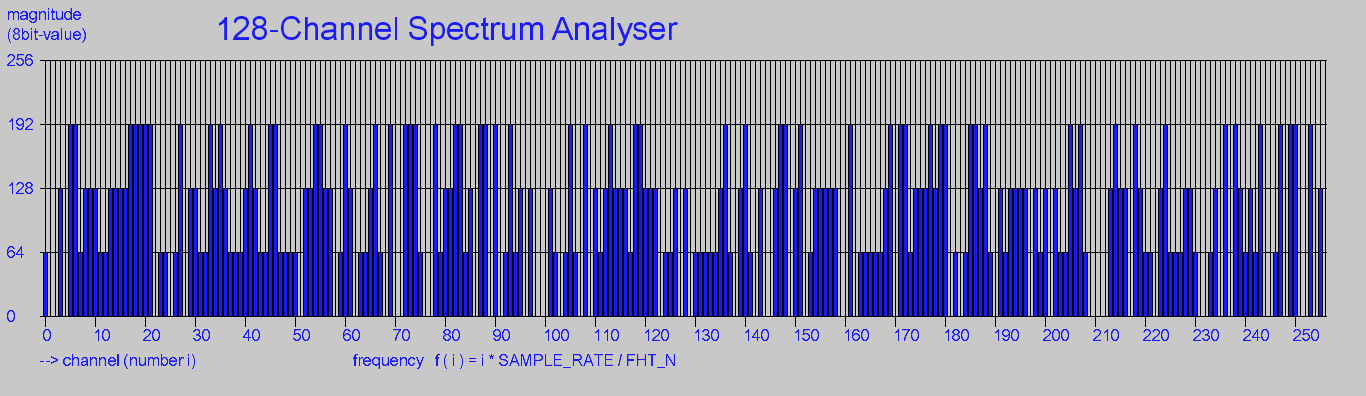 magnitude
(8bit-value)
128-Channel Spectrum Analyser
256
192
128
64
0
0 10 20 30 40 50 60 70 80 90 100 110 120 130 140 150 160 170 180 190 200 210 220 230 240 250
--> channel (number i)
frequency f ( i ) = i * SAMPLE_RATE / FHT_N